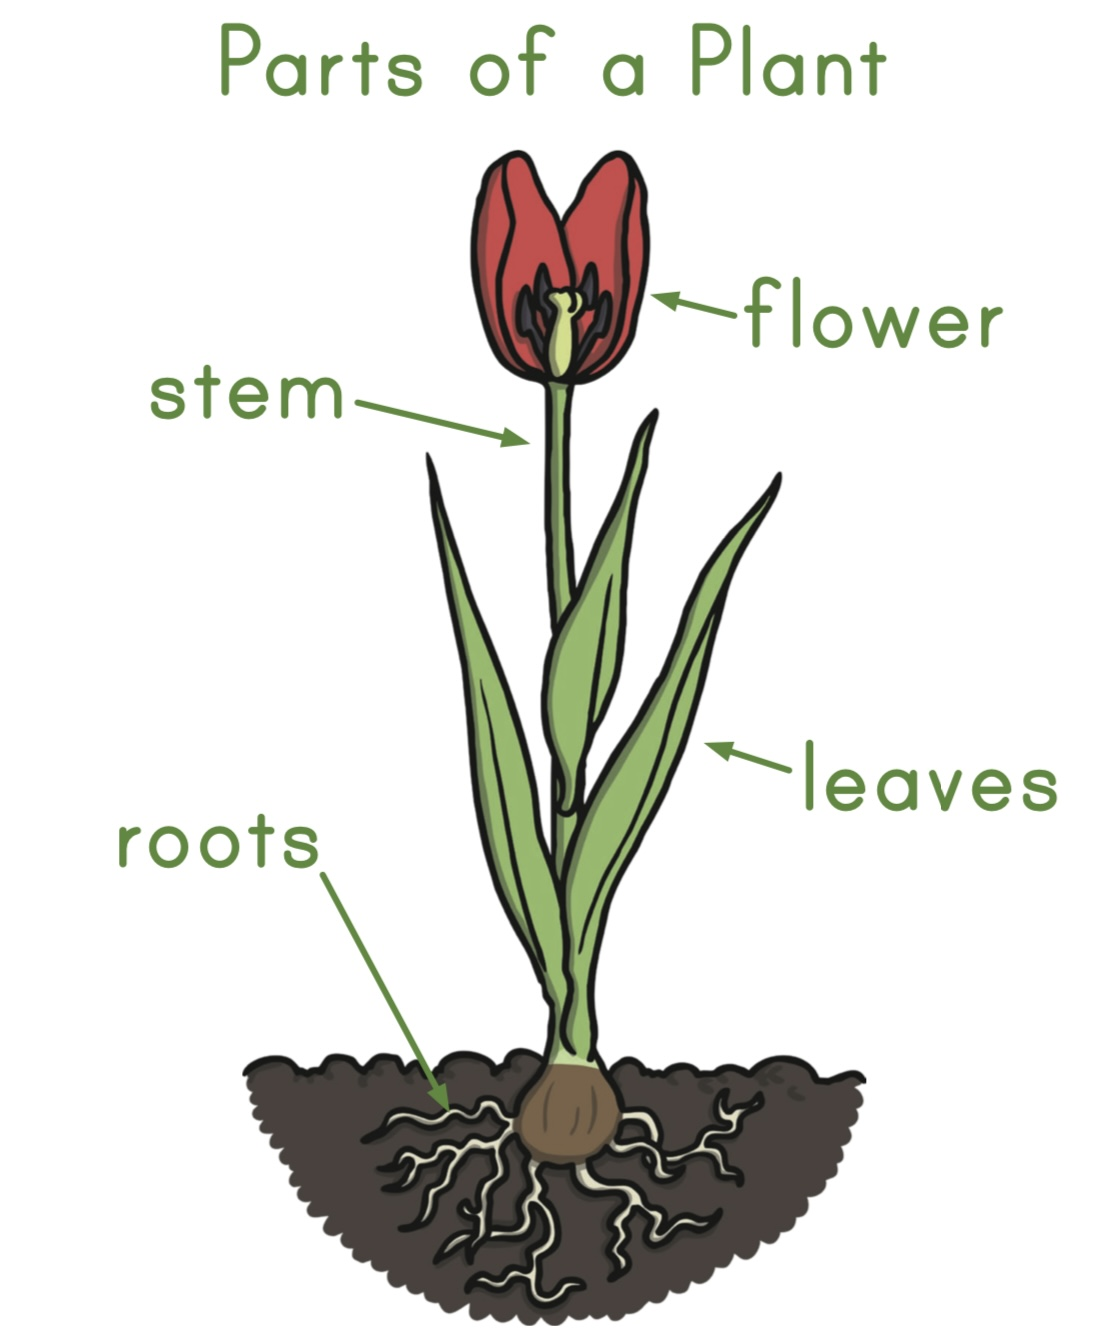 Parts of a Plant
flower
stem
leaves
roots